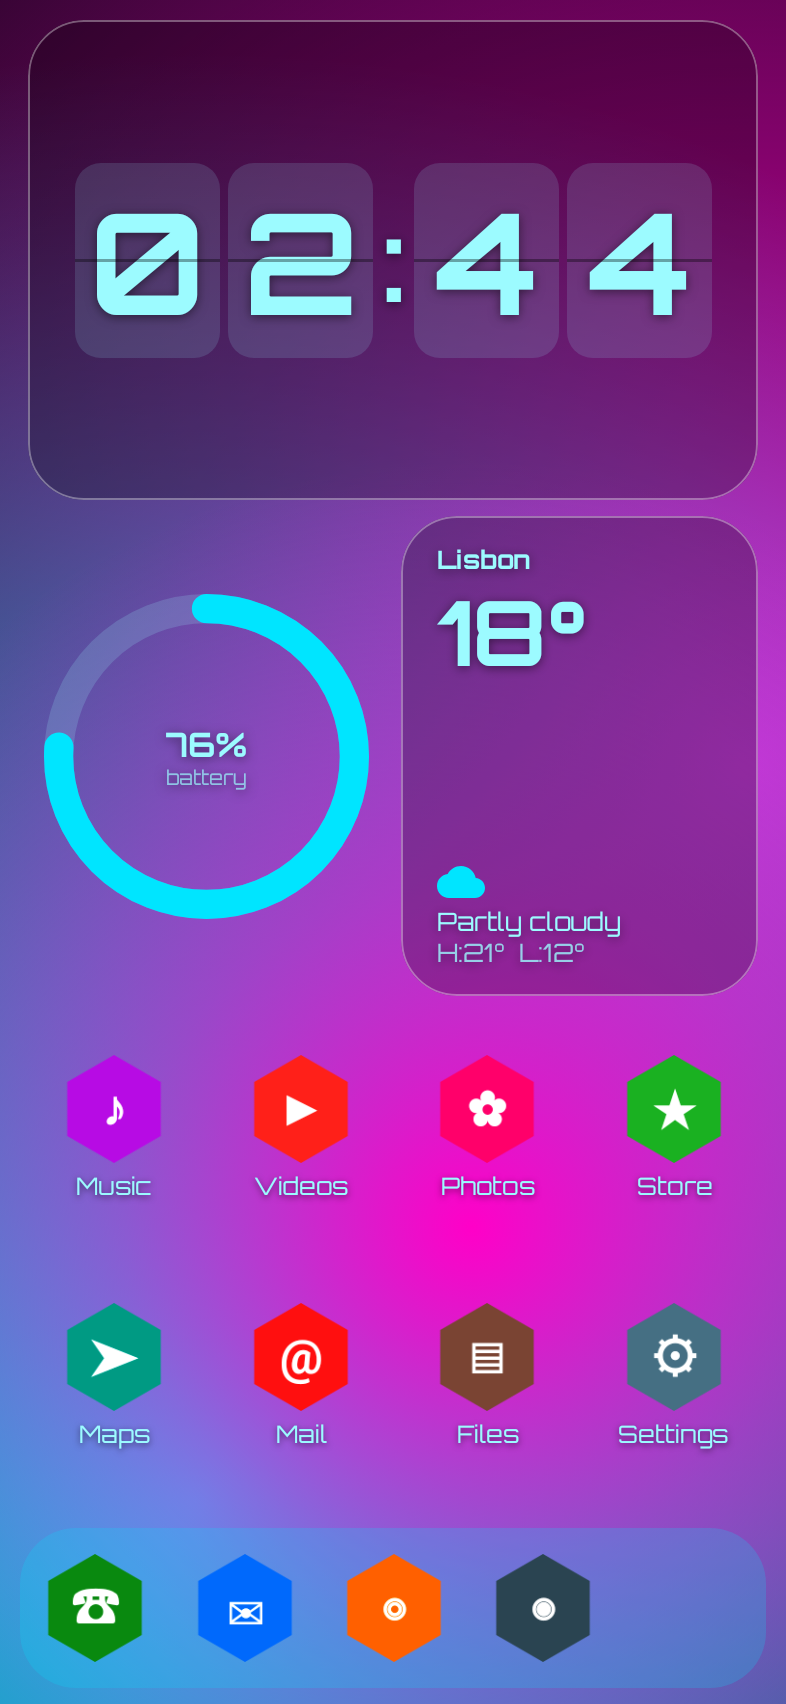 02:44
Lisbon
18°
76%
battery
Partly cloudy
H:21° L:12°
Music Videos Photos Store
@
Maps Mail Files Settings